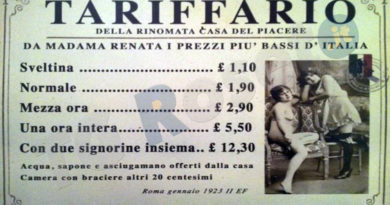 TARIFFARIO
DELLA RINOMATA CASA DEL PIACERE
DA MADAMA RENATA I PREZZI PIU' BASSI D'ITALIA
Sveltina ............ £ 1,10
Normale ............ £ 1,90
Mezza ora ......... £ 2,90
Una ora intera....... £ 5,50
Con due signorine insiem.. £ 12,30
Acqua, sapone e asciugamano offerti dalla casa
Camera con braciere altri 20 centesimi
Roma gennaio 1923 II EF